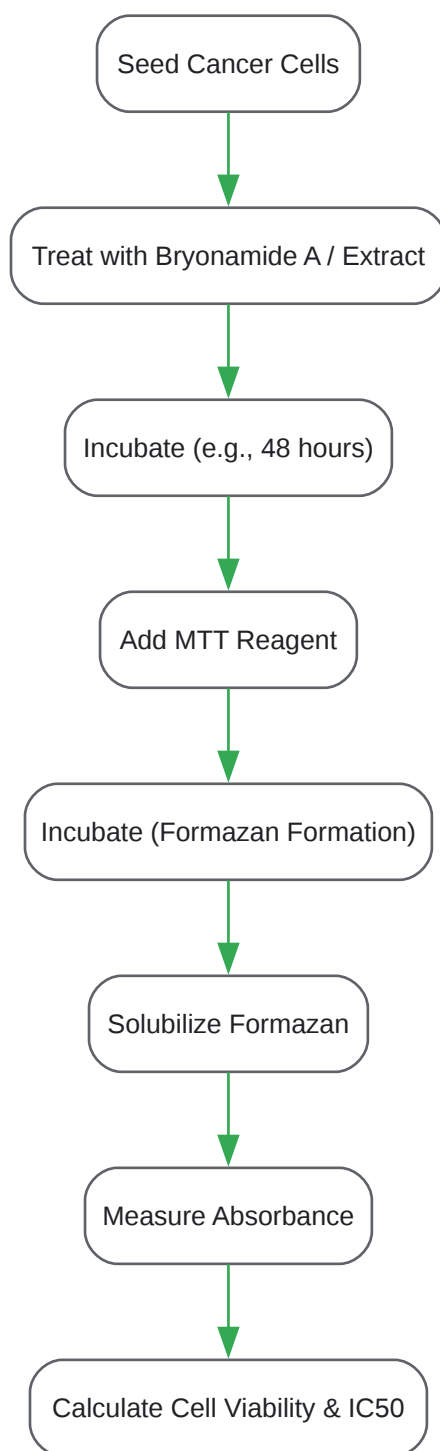 Seed Cancer Cells
Treat with Bryonamide A / Extract
Incubate (e.g., 48 hours)
Add MTT Reagent
Incubate (Formazan Formation)
Solubilize Formazan
Measure Absorbance
Calculate Cell Viability & IC50